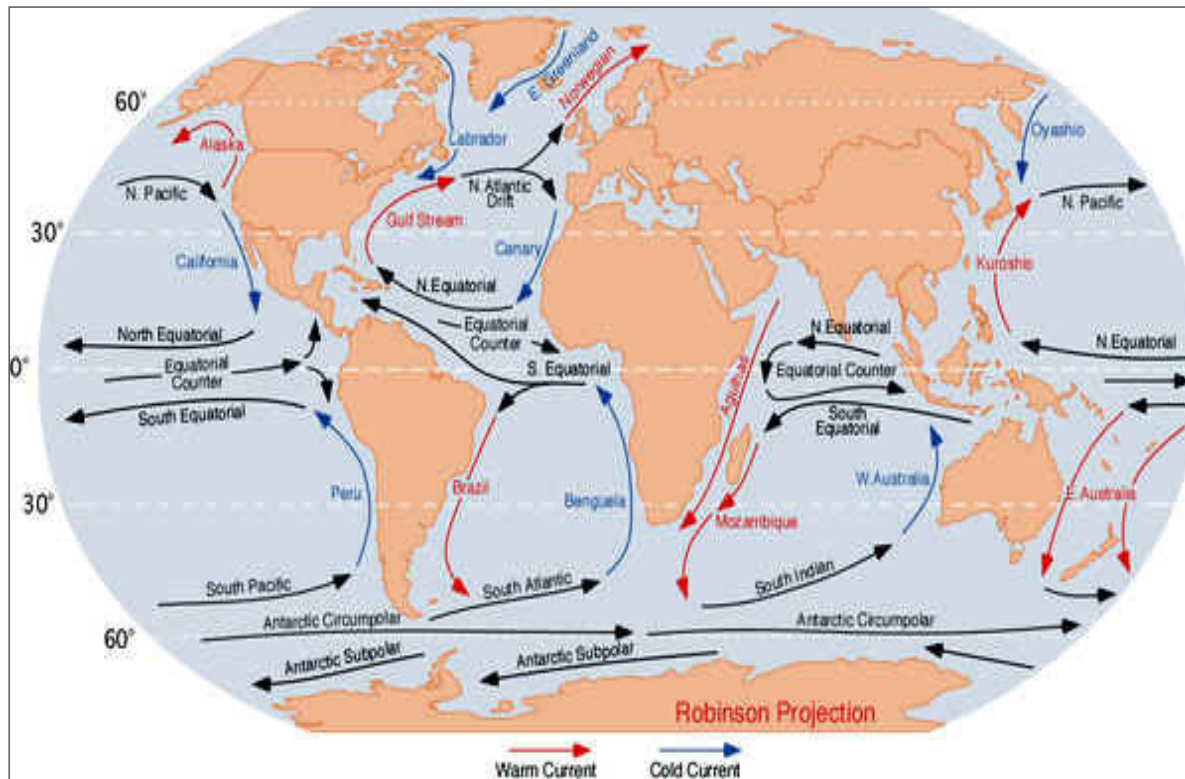 60°
E. Greenland
Norwegian
Alaska
Labrador
Oyashio
N. Pacific
N. Atlantic
Drift
N. Pacific
Gulf Stream
30°
California
Canary
Kuroshio
N.Equatorial
North Equatorial
Equatorial
Counter
N.Equatorial
N.Equatorial
0°
Equatorial
Counter
S. Equatorial
Equatorial Counter
Agulhas
South Equatorial
South
Equatorial
Peru
Brazil
Benguela
W.Australia
E.Australia
30°
Mozambique
South Pacific
South Atlantic
South Indian
Antarctic Circumpolar
Antarctic Circumpolar
60°
Antarctic Subpolar
Antarctic Subpolar
Robinson Projection
Warm Current
Cold Current